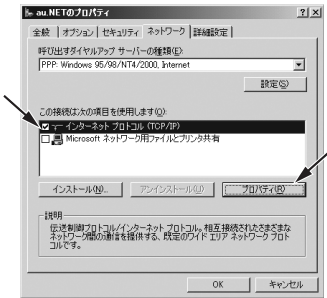 au.NETのプロパティ
全般 オプション セキュリティ ネットワーク 詳細設定
呼び出すダイヤルアップ サーバーの種類(E):
PPP: Windows 95/98/NT4/2000, Internet
設定(S)
この接続は次の項目を使用します(O):
インターネット プロトコル (TCP/IP)
Microsoft ネットワーク用ファイルとプリンタ共有
インストール(N)... アンインストール(U) プロパティ(R)
説明
伝送制御プロトコル/インターネット プロトコル。相互接続されたさまざまな
ネットワーク間の通信を提供する、既定のワイド エリア ネットワーク プロト
コルです。
OK キャンセル